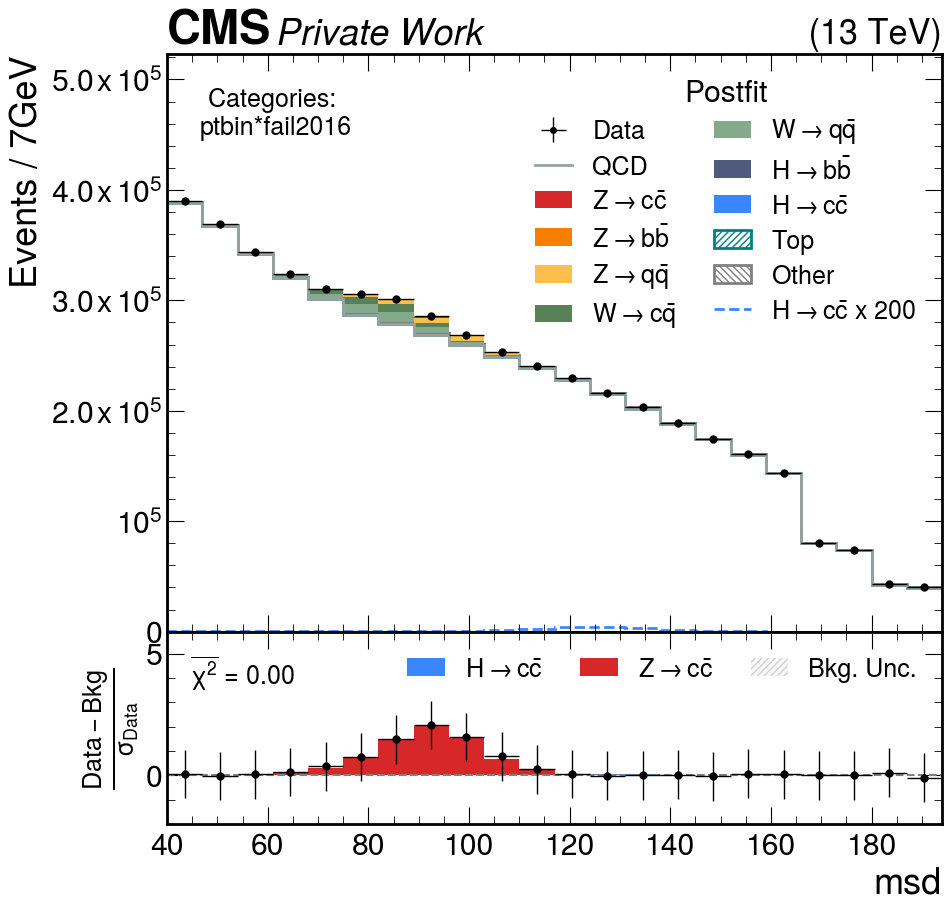 CMS Private Work (13 TeV)
Events / 7GeV
5.0 x 10⁵
4.0 x 10⁵
3.0 x 10⁵
2.0 x 10⁵
10⁵
0
Categories:
ptbin*fail2016
Postfit
Data
QCD
Z → cc̄
Z → bb̄
Z → qq̄
W → cq̄
W → qq̄
H → bb̄
H → cc̄
Top
Other
H → cc̄ x 200
Data − Bkg
σ_Data
5
0
χ² = 0.00
H → cc̄
Z → cc̄
Bkg. Unc.
40 60 80 100 120 140 160 180
msd